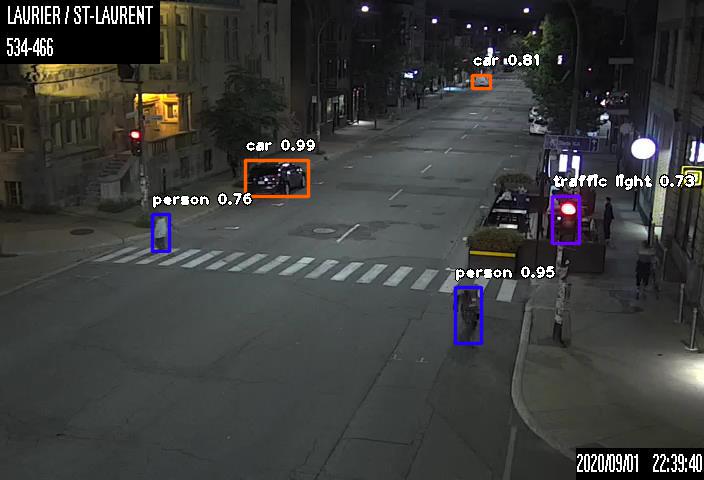 LAURIER / ST-LAURENT
534-466
car 0.81
car 0.99
traffic light 0.73
person 0.76
person 0.95
2020/09/01 22:39:40